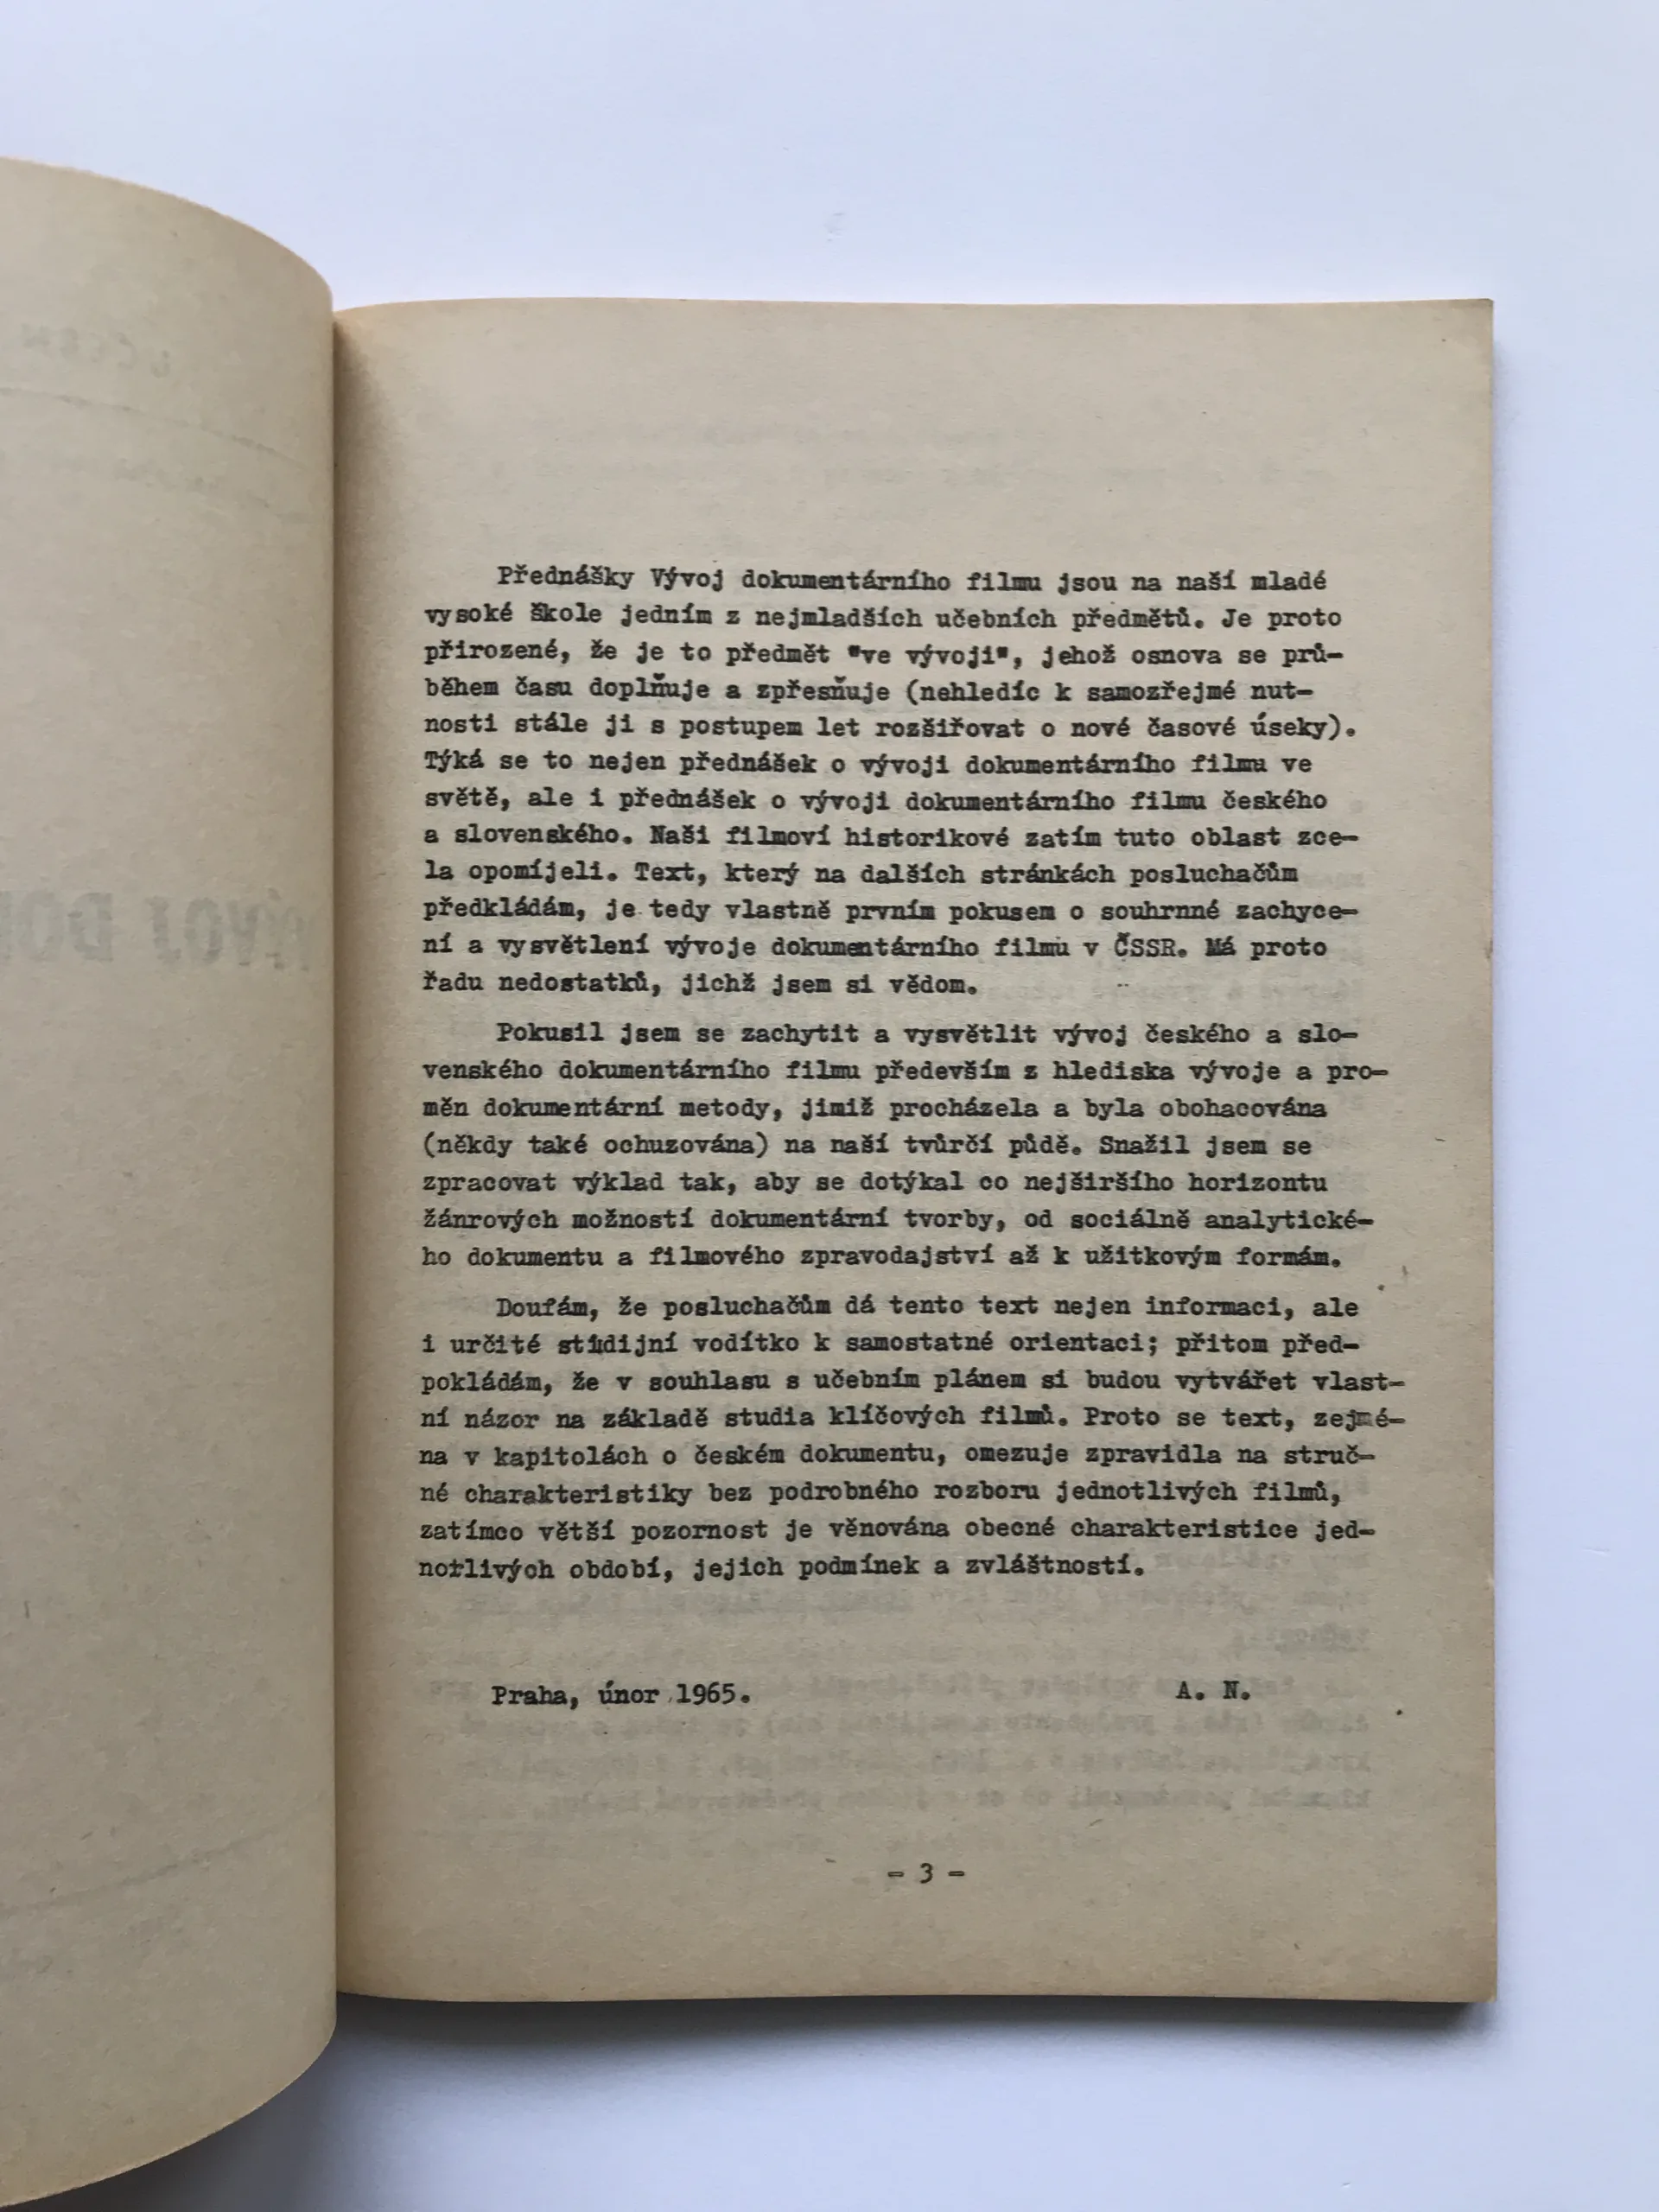 Přednášky Vývoj dokumentárního filmu jsou na naší mladé
vysoké škole jedním z nejmladších učebních předmětů. Je proto
přirozené, že je to předmět "ve vývoji", jehož osnova se prů-
během času doplňuje a zpřesňuje (nehledíc k samozřejmé nut-
nosti stále ji s postupem let rozšiřovat o nové časové úseky).
Týká se to nejen přednášek o vývoji dokumentárního filmu ve
světě, ale i přednášek o vývoji dokumentárního filmu českého
a slovenského. Naši filmoví historikové zatím tuto oblast zce-
la opomíjeli. Text, který na dalších stránkách posluchačům
předkládám, je tedy vlastně prvním pokusem o souhrnné zachyce-
ní a vysvětlení vývoje dokumentárního filmu v ČSSR. Má proto
řadu nedostatků, jichž jsem si vědom.
Pokusil jsem se zachytit a vysvětlit vývoj českého a slo-
venského dokumentárního filmu především z hlediska vývoje a pro-
měn dokumentární metody, jimiž procházela a byla obohacována
(někdy také ochuzována) na naší tvůrčí půdě. Snažil jsem se
zpracovat výklad tak, aby se dotýkal co nejširšího horizontu
žánrových možností dokumentární tvorby, od sociálně analytické-
ho dokumentu a filmového zpravodajství až k užitkovým formám.
Doufám, že posluchačům dá tento text nejen informaci, ale
i určité studijní vodítko k samostatné orientaci; přitom před-
pokládám, že v souhlasu s učebním plánem si budou vytvářet vlast-
ní názor na základě studia klíčových filmů. Proto se text, zejmé-
na v kapitolách o českém dokumentu, omezuje zpravidla na struč-
né charakteristiky bez podrobného rozboru jednotlivých filmů,
zatímco větší pozornost je věnována obecné charakteristice jed-
notlivých období, jejich podmínek a zvláštností.
Praha, únor 1965. A. N.
- 3 -